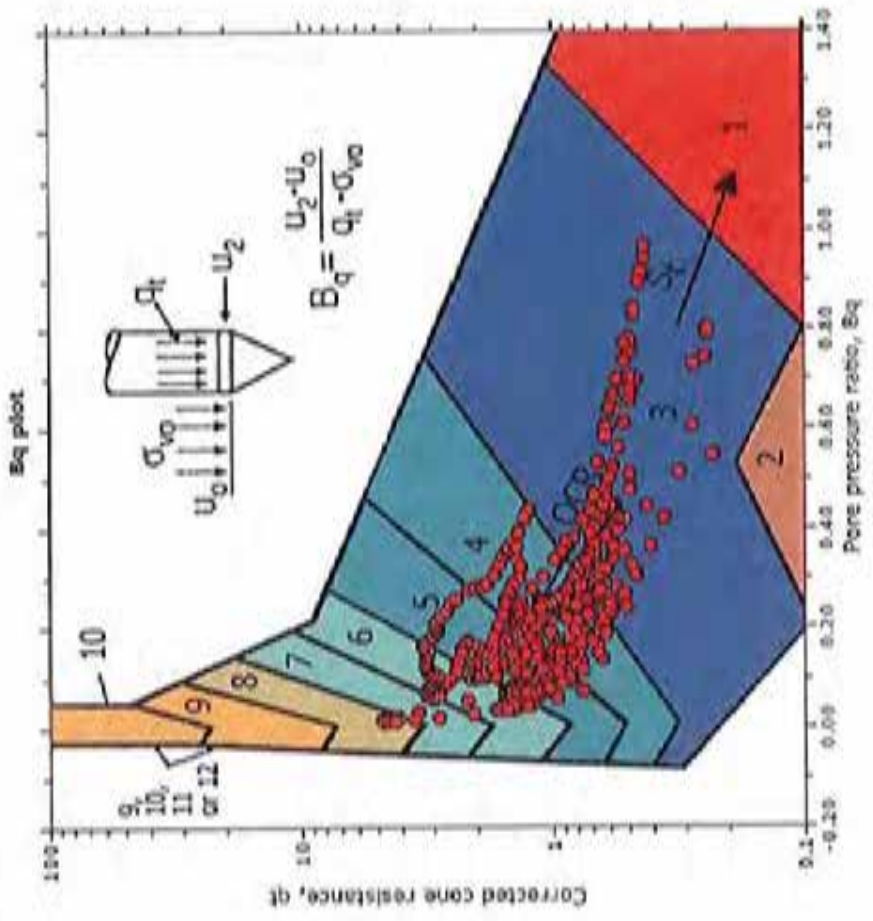 Bq plot
Corrected cone resistance, qt
100
10
1
0.1
-0.20
0.00
0.20
0.40
0.60
0.80
1.00
1.20
1.40
Pore pressure ratio, Bq
σvo
qt
uo
u2
Bq = u2-uo / qt -σvo
10
9,
10,
11
or 12
9
8
7
6
5
4
3
2
1
OCR
St